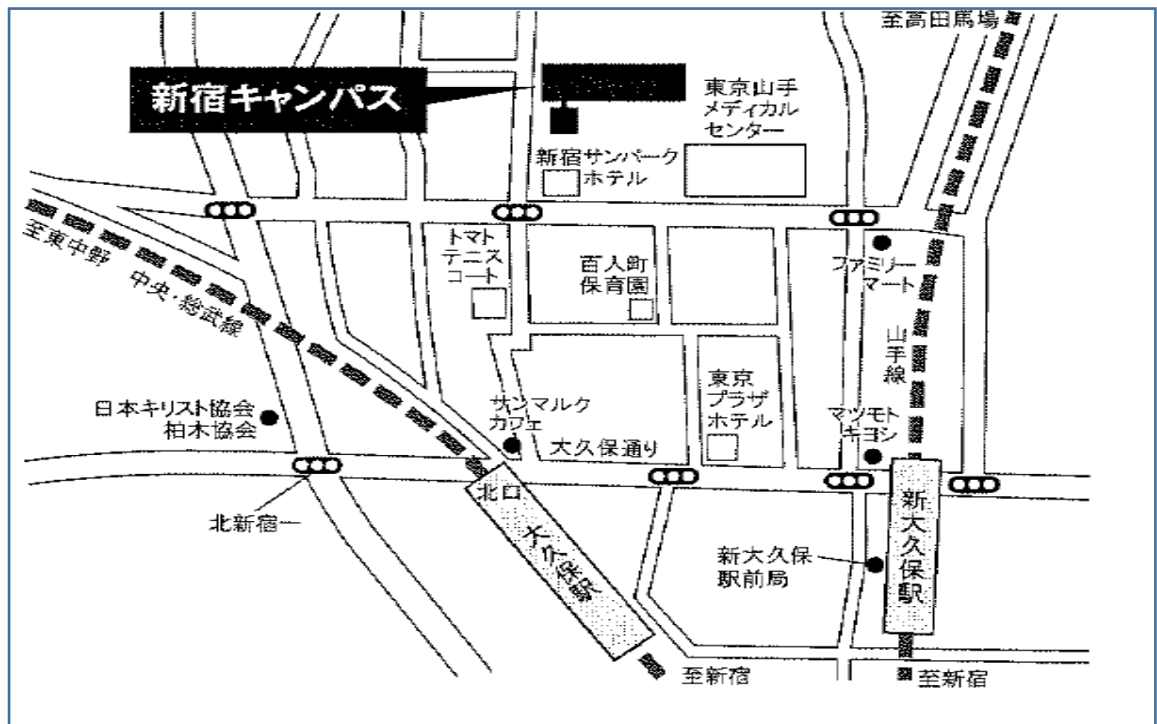 至高田馬場
新宿キャンパス
東京山手
メディカル
センター
新宿サンパーク
ホテル
至東中野
中央・総武線
トマト
テニス
コート
百人町
保育園
ファミリー
マート
山手線
日本キリスト協会
柏木協会
サンマルク
カフェ
大久保通り
東京
プラザ
ホテル
マツモト
キヨシ
北新宿一
北口
大久保駅
新大久保
駅前局
新大久保駅
至新宿
至新宿